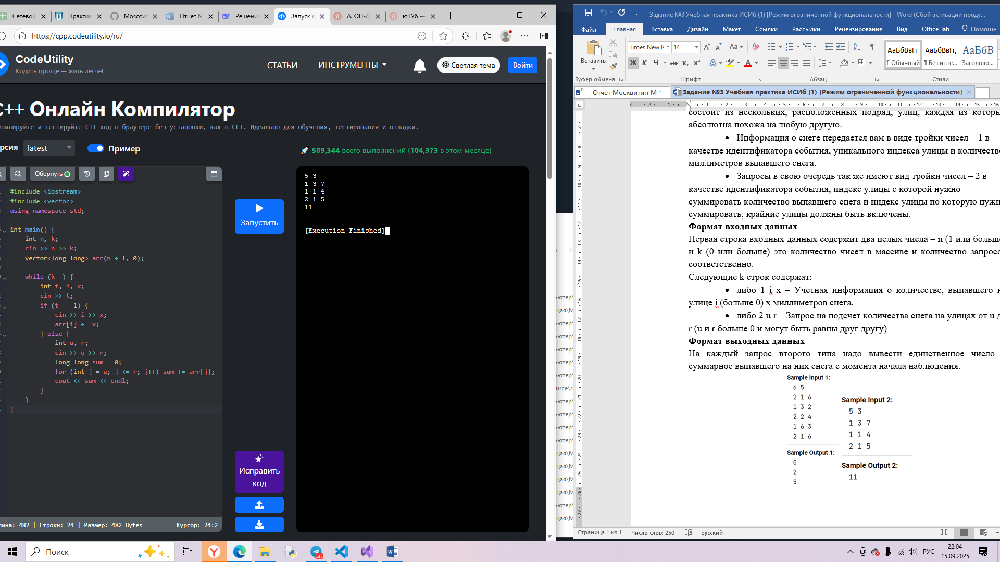 Сетевой
Практик
Moscow
Отчет М
Решени
Запуск к
А. ОП-Д
юТУб —
https://cpp.codeutility.io/ru/
CodeUtility
Кодить проще — жить легче!
СТАТЬИ
ИНСТРУМЕНТЫ
Светлая тема
Войти
C++ Онлайн Компилятор
мпилируйте и тестируйте C++ код в браузере без установки, как в CLI. Идеально для обучения, тестирования и отладки.
рсия
latest
Пример
509,344 всего выполнений (104,373 в этом месяце)
Обернуть
#include <iostream>
#include <vector>
using namespace std;
int main() {
int n, k;
cin >> n >> k;
vector<long long> arr(n + 1, 0);
while (k--) {
int t, i, x;
cin >> t;
if (t == 1) {
cin >> i >> x;
arr[i] += x;
} else {
int u, r;
cin >> u >> r;
long long sum = 0;
for (int j = u; j <= r; j++) sum += arr[j];
cout << sum << endl;
}
}
}
лина: 482 | Строки: 24 | Размер: 482 Bytes
Курсор: 24:2
Запустить
Исправить код
5 3
1 3 7
1 1 4
2 1 5
11
[Execution Finished]
Задание №3 Учебная практика ИСИб (1) [Режим ограниченной функциональности] - Word (Сбой активации проду...
Файл
Главная
Вставка
Дизайн
Макет
Ссылки
Рассылки
Рецензирование
Вид
Office Tab
Помощн
Вставить
Буфер обмена
Times New R
14
Шрифт
Абзац
АаБбВвГг,
¶ Обычный
АаБбВвГг,
¶ Без инте...
АаБбВ
Заголово...
Стили
Отчет Москвитин М *
Задание №3 Учебная практика ИСИб (1) [Режим ограниченной функциональности]
состоит из нескольких, расположенных подряд, улиц, каждая из которы
абсолютна похожа на любую другую.
• Информация о снеге передается вам в виде тройки чисел – 1 в
качестве идентификатора события, уникального индекса улицы и количество
миллиметров выпавшего снега.
• Запросы в свою очередь так же имеют вид тройки чисел – 2 в
качестве идентификатора события, индекс улицы с которой нужно
суммировать количество выпавшего снега и индекс улицы по которую нужн
суммировать, крайние улицы должны быть включены.
Формат входных данных
Первая строка входных данных содержит два целых числа – n (1 или больше
и k (0 или больше) это количество чисел в массиве и количество запросо
соответственно.
Следующие k строк содержат:
• либо 1 i x – Учетная информация о количестве, выпавшего н
улице i (больше 0) x миллиметров снега.
• либо 2 u r – Запрос на подсчет количества снега на улицах от u д
r (u и r больше 0 и могут быть равны друг другу)
Формат выходных данных
На каждый запрос второго типа надо вывести единственное число
суммарное выпавшего на них снега с момента начала наблюдения.
Sample Input 1:
6 5
2 1 6
1 3 2
2 2 4
1 6 3
2 1 6
Sample Output 1:
0
2
5
Sample Input 2:
5 3
1 3 7
1 1 4
2 1 5
Sample Output 2:
11
Страница 1 из 1
Число слов: 250
русский
Поиск
РУС
22:04
15.09.2025